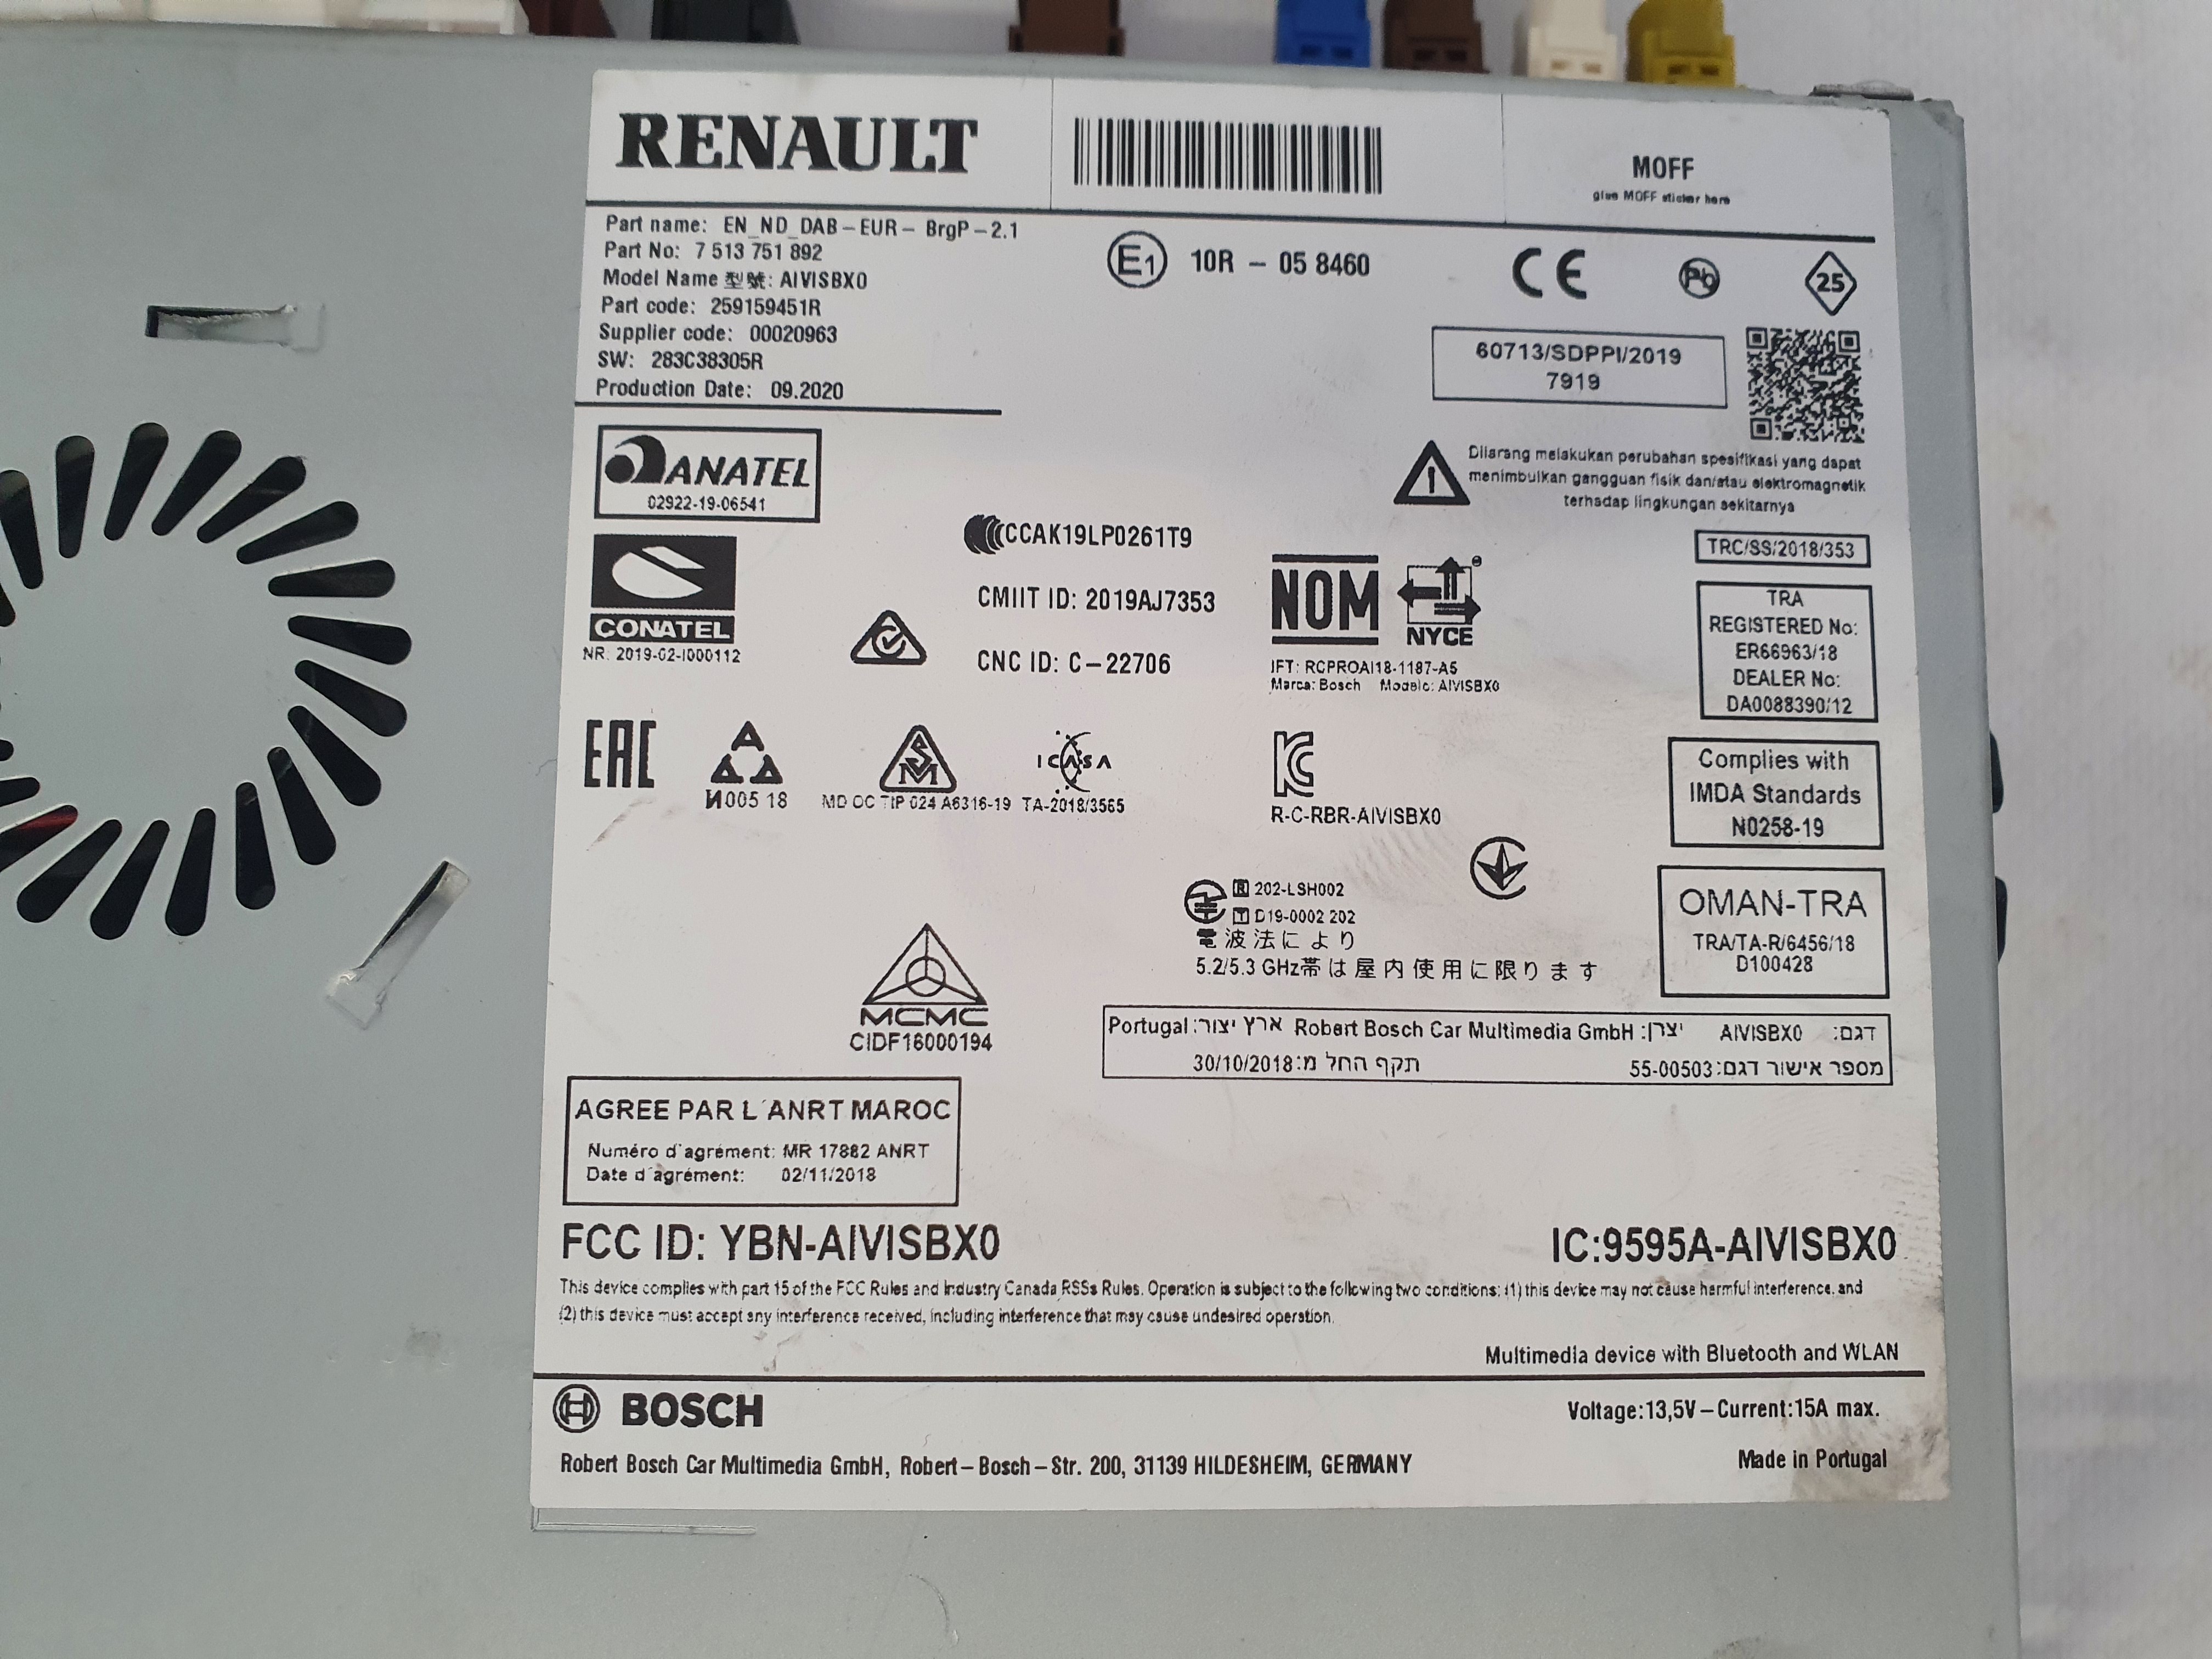 RENAULT
MOFF
glue MOFF sticker here
Part name: EN_ND_DAB-EUR- BrgP-2.1
Part No: 7 513 751 892
Model Name 型號: AIVISBX0
Part code: 259159451R
Supplier code: 00020963
SW: 283C38305R
Production Date: 09.2020
E1 10R - 05 8460
CE
Pb
25
60713/SDPPI/2019
7919
Dilarang melakukan perubahan spesifikasi yang dapat
menimbulkan gangguan fisik dan/atau elektromagnetik
terhadap lingkungan sekitarnya
ANATEL
02922-19-06541
CONATEL
NR: 2019-02-I000112
CCAK19LP0261T9
CMIIT ID: 2019AJ7353
CNC ID: C-22706
NOM
NYCE
IFT: RCPROAI18-1187-A5
Marca: Bosch Modelo: AIVISBX0
TRC/SS/2018/353
TRA
REGISTERED No:
ER66963/18
DEALER No:
DA0088390/12
EAC
И005 18
SM
MD OC TIP 024 A6316-19
ICASA
TA-2018/3565
R-C-RBR-AIVISBX0
Complies with
IMDA Standards
N0258-19
R 202-LSH002
T D19-0002 202
電波法により
5.2/5.3 GHz帯は屋内使用に限ります
OMAN-TRA
TRA/TA-R/6456/18
D100428
MCMC
CIDF16000194
דגם: AIVISBX0 יצרן: Robert Bosch Car Multimedia GmbH ארץ יצור: Portugal
מספר אישור דגם: 55-00503 תקף החל מ: 30/10/2018
AGREE PAR L´ANRT MAROC
Numéro d'agrément: MR 17882 ANRT
Date d'agrément: 02/11/2018
FCC ID: YBN-AIVISBX0
IC:9595A-AIVISBX0
This device complies with part 15 of the FCC Rules and Industry Canada RSSs Rules. Operation is subject to the following two conditions: (1) this device may not cause harmful interference, and
(2) this device must accept any interference received, including interference that may cause undesired operation.
Multimedia device with Bluetooth and WLAN
BOSCH
Voltage:13,5V-Current:15A max.
Robert Bosch Car Multimedia GmbH, Robert-Bosch-Str. 200, 31139 HILDESHEIM, GERMANY
Made in Portugal